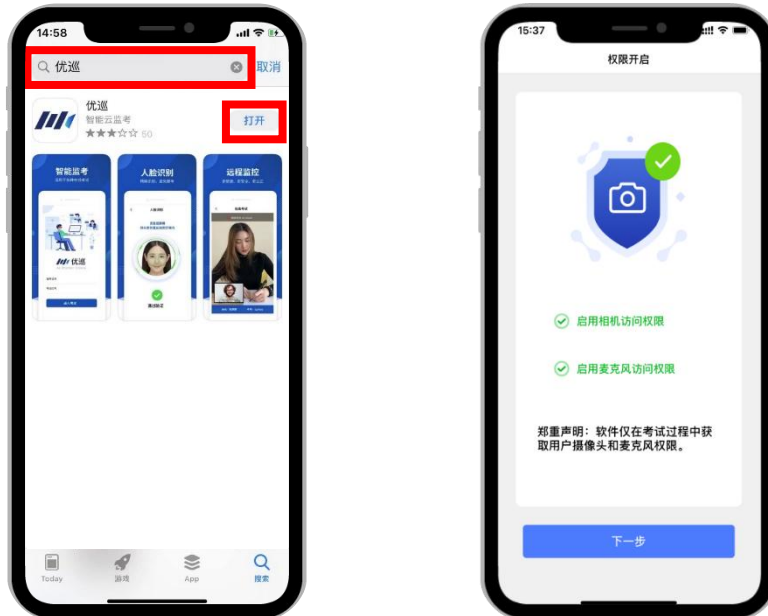 14:58
优巡
取消
优巡
智能云监考
50
打开
智能监考
人脸识别
远程监控
优巡
Today
游戏
App
搜索
15:37
权限开启
启用相机访问权限
启用麦克风访问权限
郑重声明：软件仅在考试过程中获
取用户摄像头和麦克风权限。
下一步